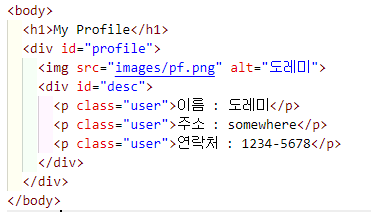 <body>
<h1>My Profile</h1>
<div id="profile">
<img src="images/pf.png" alt="도레미">
<div id="desc">
<p class="user">이름 : 도레미</p>
<p class="user">주소 : somewhere</p>
<p class="user">연락처 : 1234-5678</p>
</div>
</div>
</body>